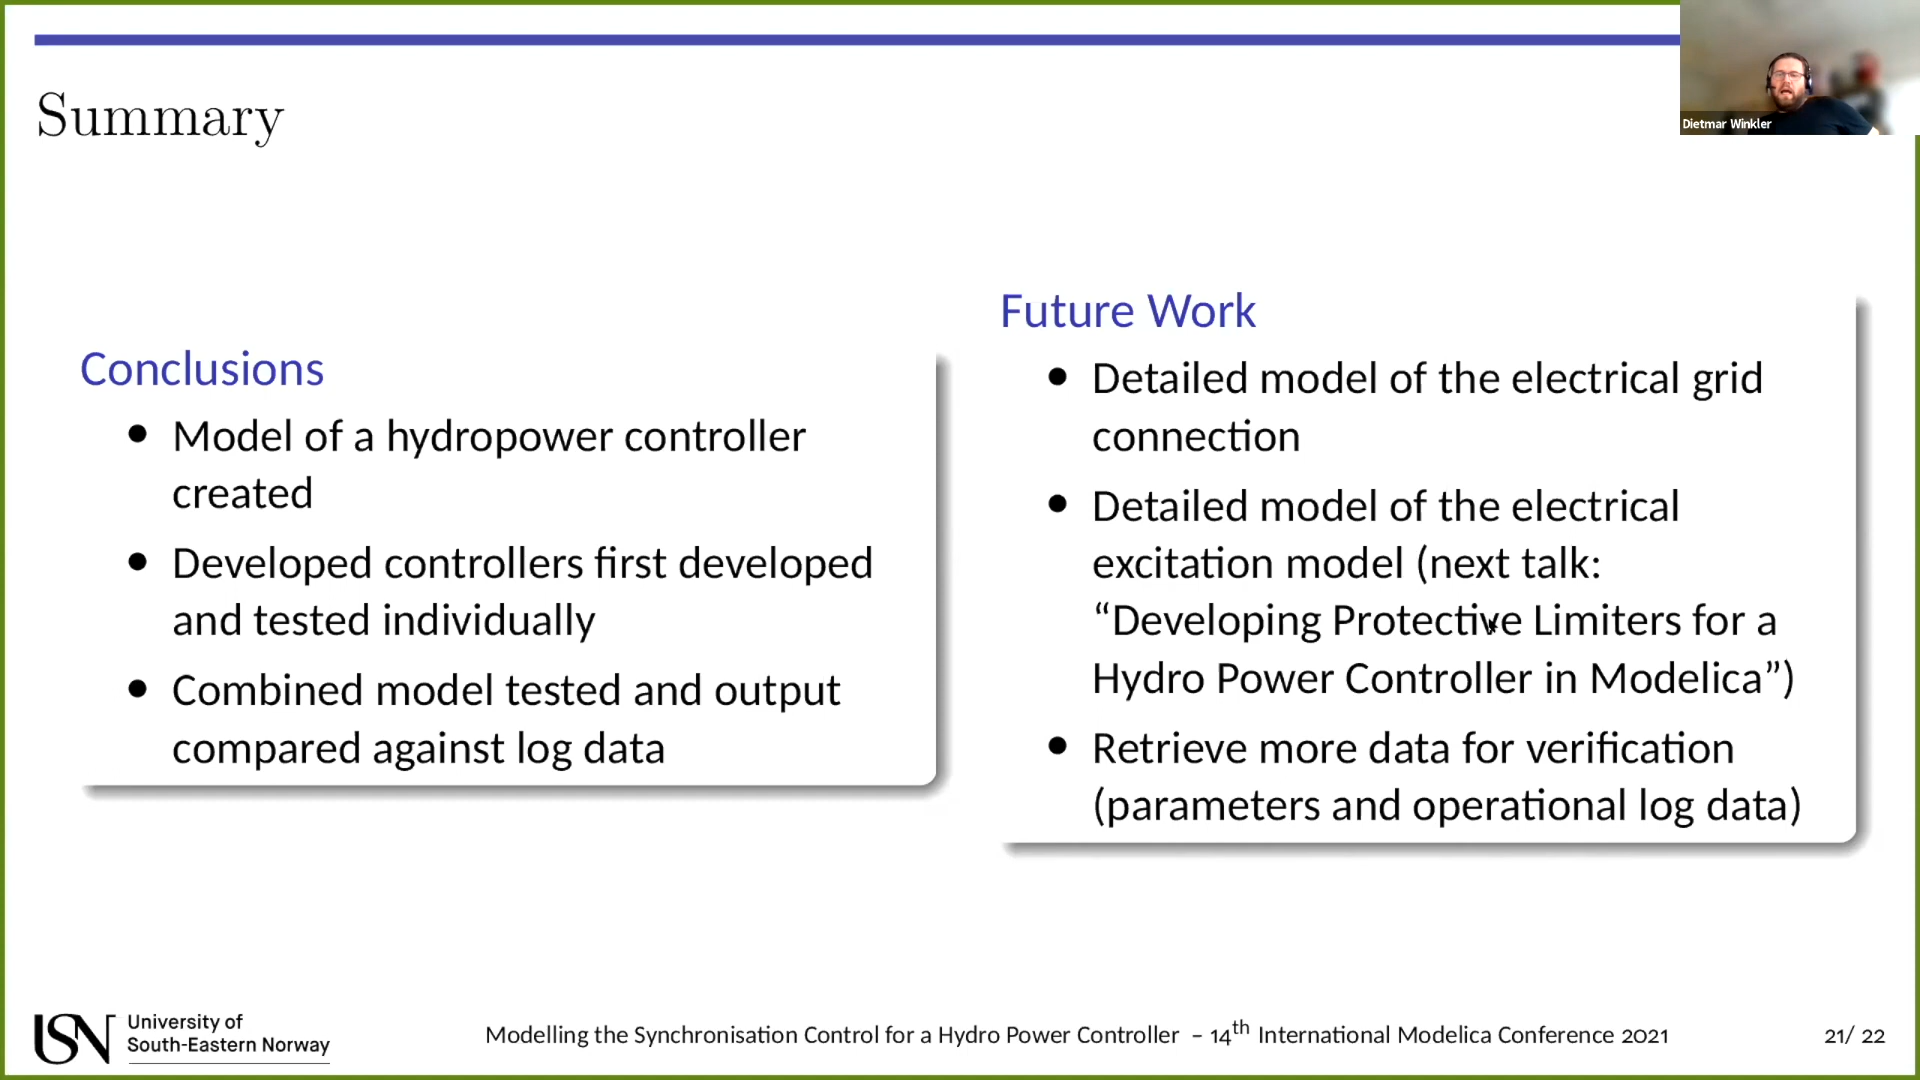 Dietmar Winkler
Summary
Conclusions
• Model of a hydropower controller
created
• Developed controllers first developed
and tested individually
• Combined model tested and output
compared against log data
Future Work
• Detailed model of the electrical grid
connection
• Detailed model of the electrical
excitation model (next talk:
“Developing Protective Limiters for a
Hydro Power Controller in Modelica”)
• Retrieve more data for verification
(parameters and operational log data)
USN
University of
South-Eastern Norway
Modelling the Synchronisation Control for a Hydro Power Controller – 14th International Modelica Conference 2021
21/ 22